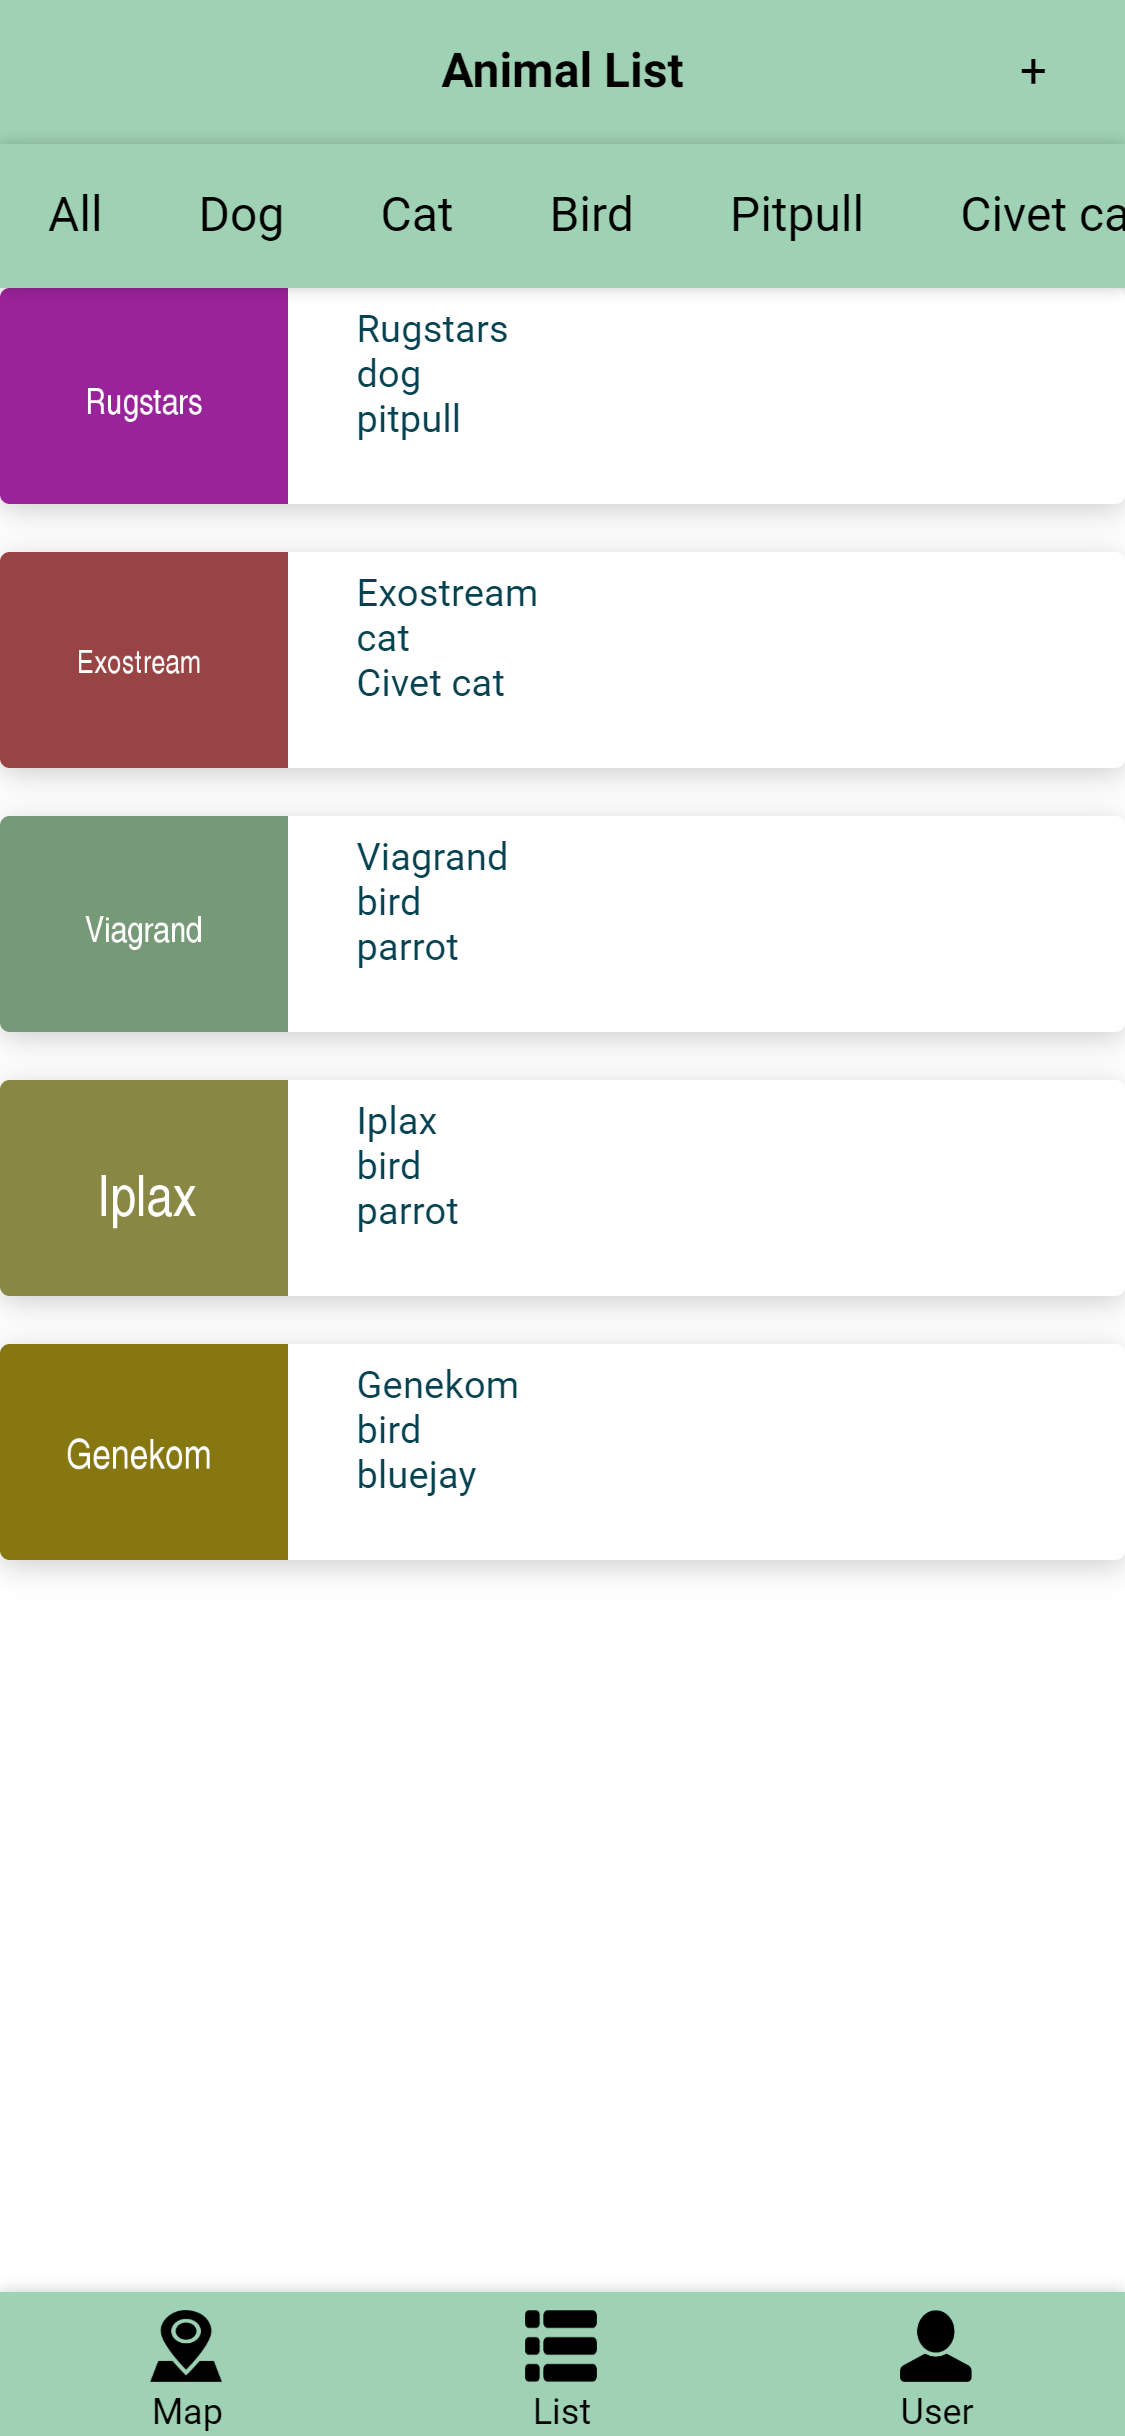 Animal List +
All Dog Cat Bird Pitpull Civet ca
Rugstars
Rugstars
dog
pitpull
Exostream
Exostream
cat
Civet cat
Viagrand
Viagrand
bird
parrot
Iplax
Iplax
bird
parrot
Genekom
Genekom
bird
bluejay
Map List User